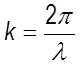 k = 2π/λ